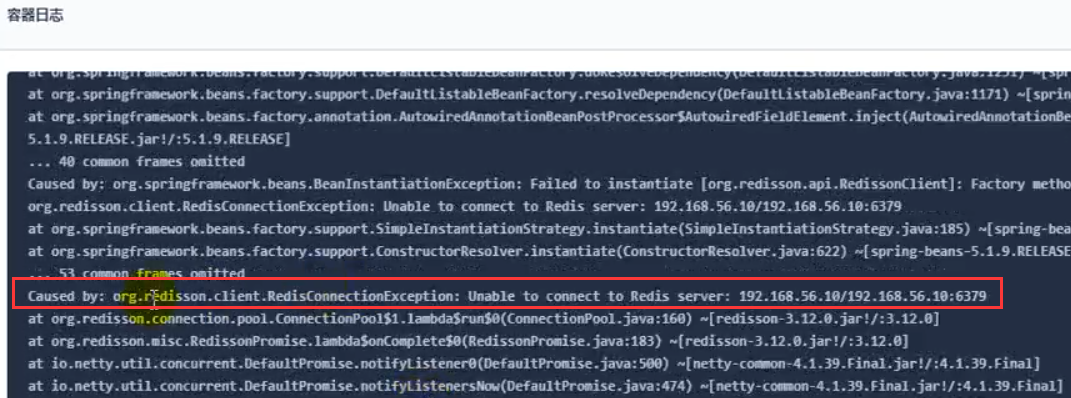 容器日志
at org.springframework.beans.factory.support.DefaultListableBeanFactory.doResolveDependency(DefaultListableBeanFactory.java:1251) ~[spr
at org.springframework.beans.factory.support.DefaultListableBeanFactory.resolveDependency(DefaultListableBeanFactory.java:1171) ~[sprin
at org.springframework.beans.factory.annotation.AutowiredAnnotationBeanPostProcessor$AutowiredFieldElement.inject(AutowiredAnnotationBe
5.1.9.RELEASE.jar!/:5.1.9.RELEASE]
... 40 common frames omitted
Caused by: org.springframework.beans.BeanInstantiationException: Failed to instantiate [org.redisson.api.RedissonClient]: Factory metho
org.redisson.client.RedisConnectionException: Unable to connect to Redis server: 192.168.56.10/192.168.56.10:6379
at org.springframework.beans.factory.support.SimpleInstantiationStrategy.instantiate(SimpleInstantiationStrategy.java:185) ~[spring-bea
at org.springframework.beans.factory.support.ConstructorResolver.instantiate(ConstructorResolver.java:622) ~[spring-beans-5.1.9.RELEASE
... 53 common frames omitted
Caused by: org.redisson.client.RedisConnectionException: Unable to connect to Redis server: 192.168.56.10/192.168.56.10:6379
at org.redisson.connection.pool.ConnectionPool$1.lambda$run$0(ConnectionPool.java:160) ~[redisson-3.12.0.jar!/:3.12.0]
at org.redisson.misc.RedissonPromise.lambda$onComplete$0(RedissonPromise.java:183) ~[redisson-3.12.0.jar!/:3.12.0]
at io.netty.util.concurrent.DefaultPromise.notifyListener0(DefaultPromise.java:500) ~[netty-common-4.1.39.Final.jar!/:4.1.39.Final]
at io.netty.util.concurrent.DefaultPromise.notifyListenersNow(DefaultPromise.java:474) ~[netty-common-4.1.39.Final.jar!/:4.1.39.Final]